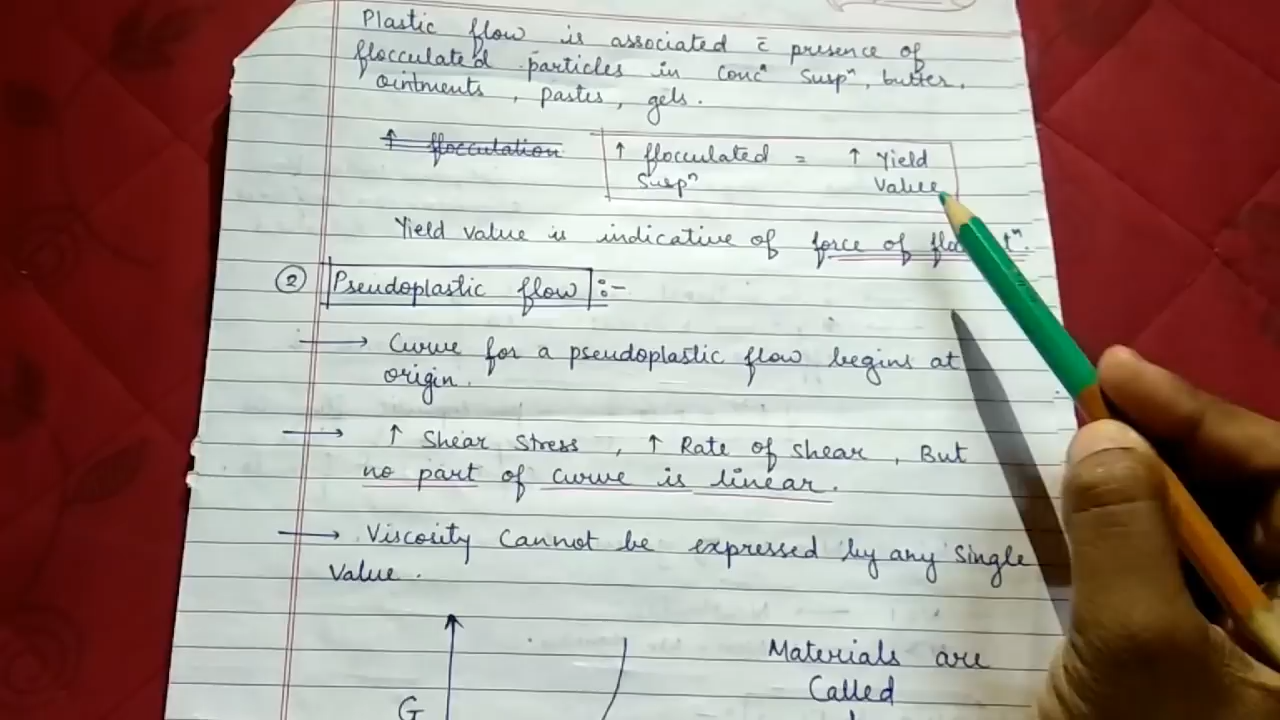 Plastic flow is associated c̄ presence of
flocculated particles in concⁿ suspⁿ, butter,
ointments, pastes, gels.
↑ flocculation
↑ flocculated = ↑ Yield
Suspⁿ Value
Yield value is indicative of force of
② Pseudoplastic flow :-
→ Curve for a pseudoplastic flow begins at
origin.
→ ↑ Shear Stress, ↑ Rate of shear, But
no part of curve is linear.
→ Viscosity cannot be expressed by any single
value.
Materials are
G Called